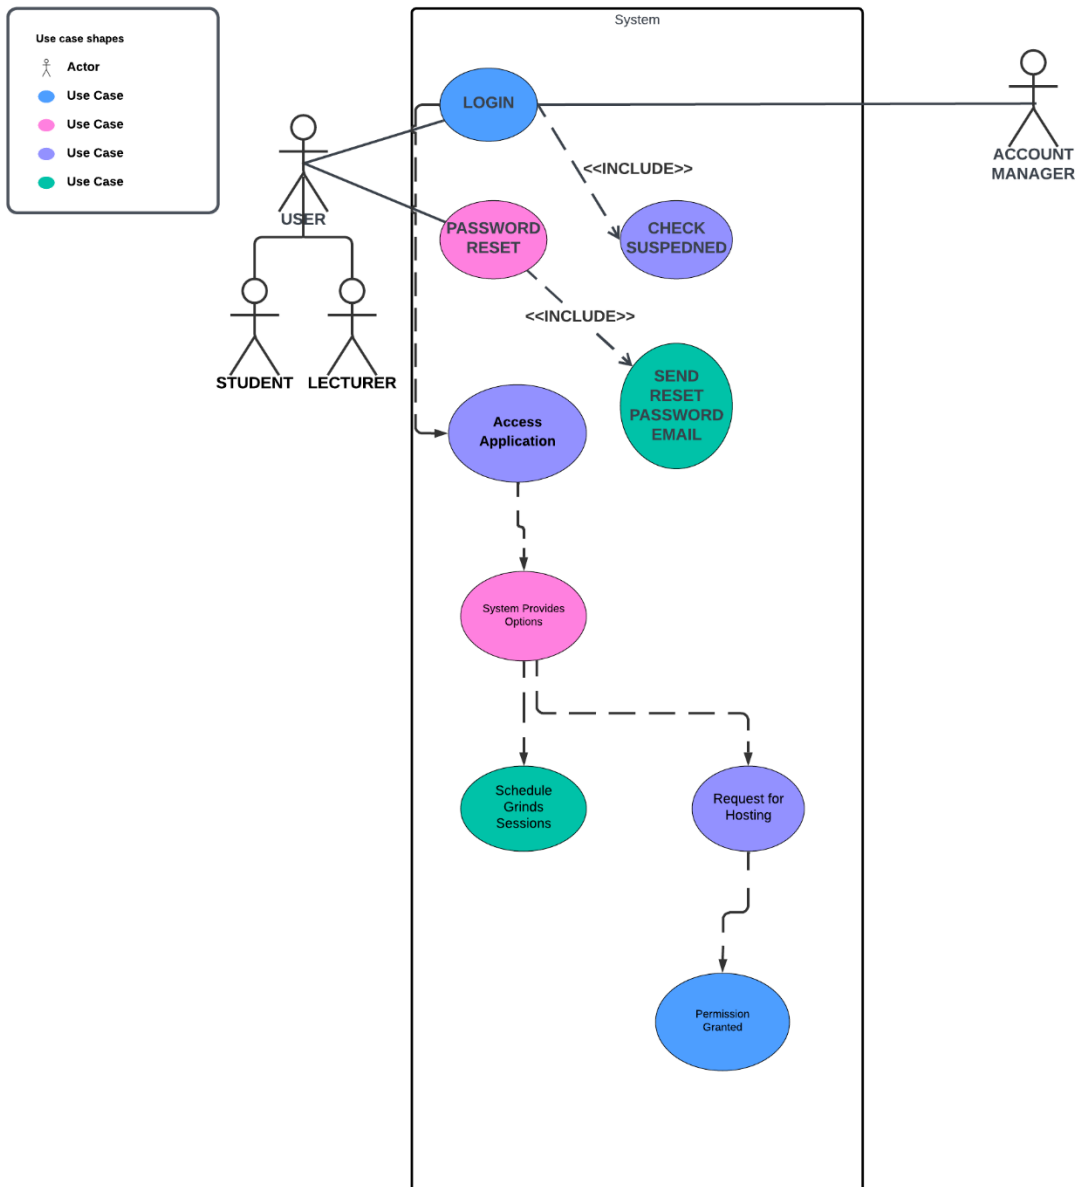 System
Use case shapes
Actor
Use Case
Use Case
Use Case
Use Case
LOGIN
ACCOUNT
MANAGER
<<INCLUDE>>
USER
PASSWORD
RESET
CHECK
SUSPEDNED
<<INCLUDE>>
STUDENT
LECTURER
SEND
RESET
PASSWORD
EMAIL
Access
Application
System Provides
Options
Schedule
Grinds
Sessions
Request for
Hosting
Permission
Granted